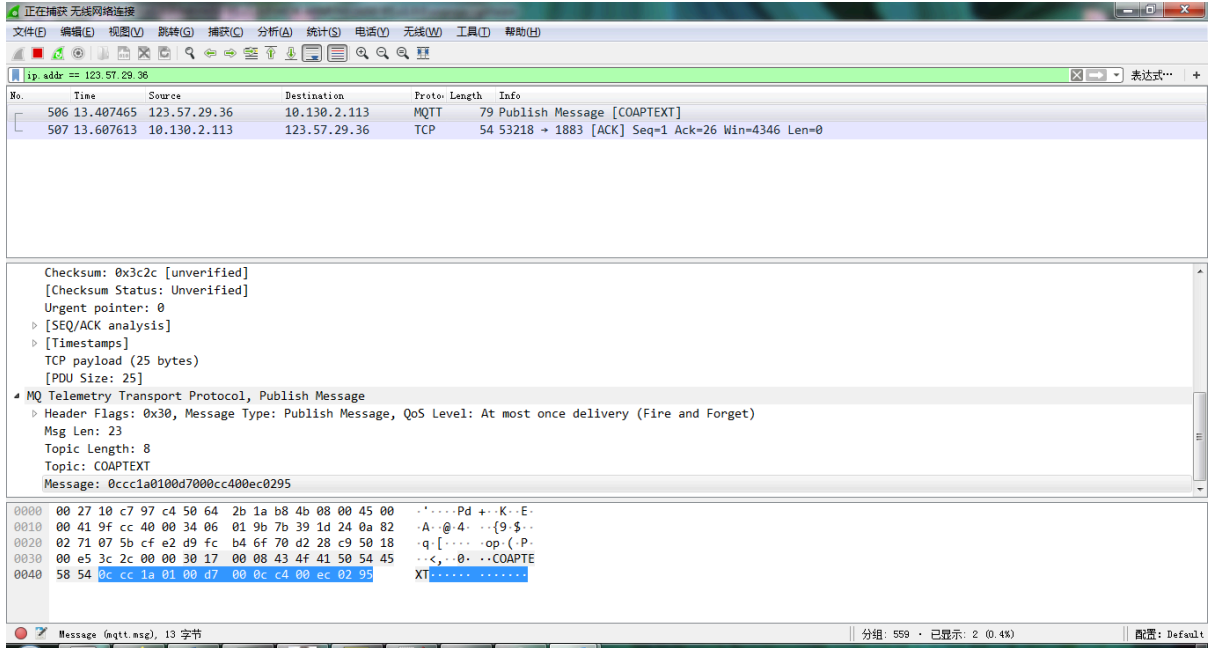 正在捕获 无线网络连接
文件(F) 编辑(E) 视图(V) 跳转(G) 捕获(C) 分析(A) 统计(S) 电话(Y) 无线(W) 工具(T) 帮助(H)
ip.addr == 123.57.29.36 表达式… +
No. Time Source Destination Proto Length Info
506 13.407465 123.57.29.36 10.130.2.113 MQTT 79 Publish Message [COAPTEXT]
507 13.607613 10.130.2.113 123.57.29.36 TCP 54 53218 → 1883 [ACK] Seq=1 Ack=26 Win=4346 Len=0
Checksum: 0x3c2c [unverified]
[Checksum Status: Unverified]
Urgent pointer: 0
[SEQ/ACK analysis]
[Timestamps]
TCP payload (25 bytes)
[PDU Size: 25]
MQ Telemetry Transport Protocol, Publish Message
Header Flags: 0x30, Message Type: Publish Message, QoS Level: At most once delivery (Fire and Forget)
Msg Len: 23
Topic Length: 8
Topic: COAPTEXT
Message: 0ccc1a0100d7000cc400ec0295
0000 00 27 10 c7 97 c4 50 64 2b 1a b8 4b 08 00 45 00 ·'····Pd +··K··E·
0010 00 41 9f cc 40 00 34 06 01 9b 7b 39 1d 24 0a 82 ·A··@·4· ··{9·$··
0020 02 71 07 5b cf e2 d9 fc b6 6f 70 d2 28 c9 50 18 ·q·[···· ·op·(·P·
0030 00 e5 3c 2c 00 00 30 17 00 08 43 4f 41 50 54 45 ··<,··0· ··COAPTE
0040 58 54 0c cc 1a 01 00 d7 00 0c c4 00 ec 02 95 XT······ ·······
Message (mqtt.msg), 13 字节 分组: 559 · 已显示: 2 (0.4%) 配置: Default